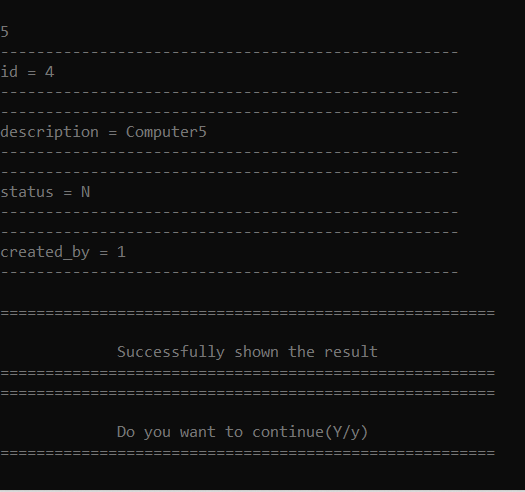 5
---------------------------------------------------
id = 4
---------------------------------------------------
---------------------------------------------------
description = Computer5
---------------------------------------------------
---------------------------------------------------
status = N
---------------------------------------------------
---------------------------------------------------
created_by = 1
---------------------------------------------------
=======================================================
Successfully shown the result
=======================================================
=======================================================
Do you want to continue(Y/y)
=======================================================